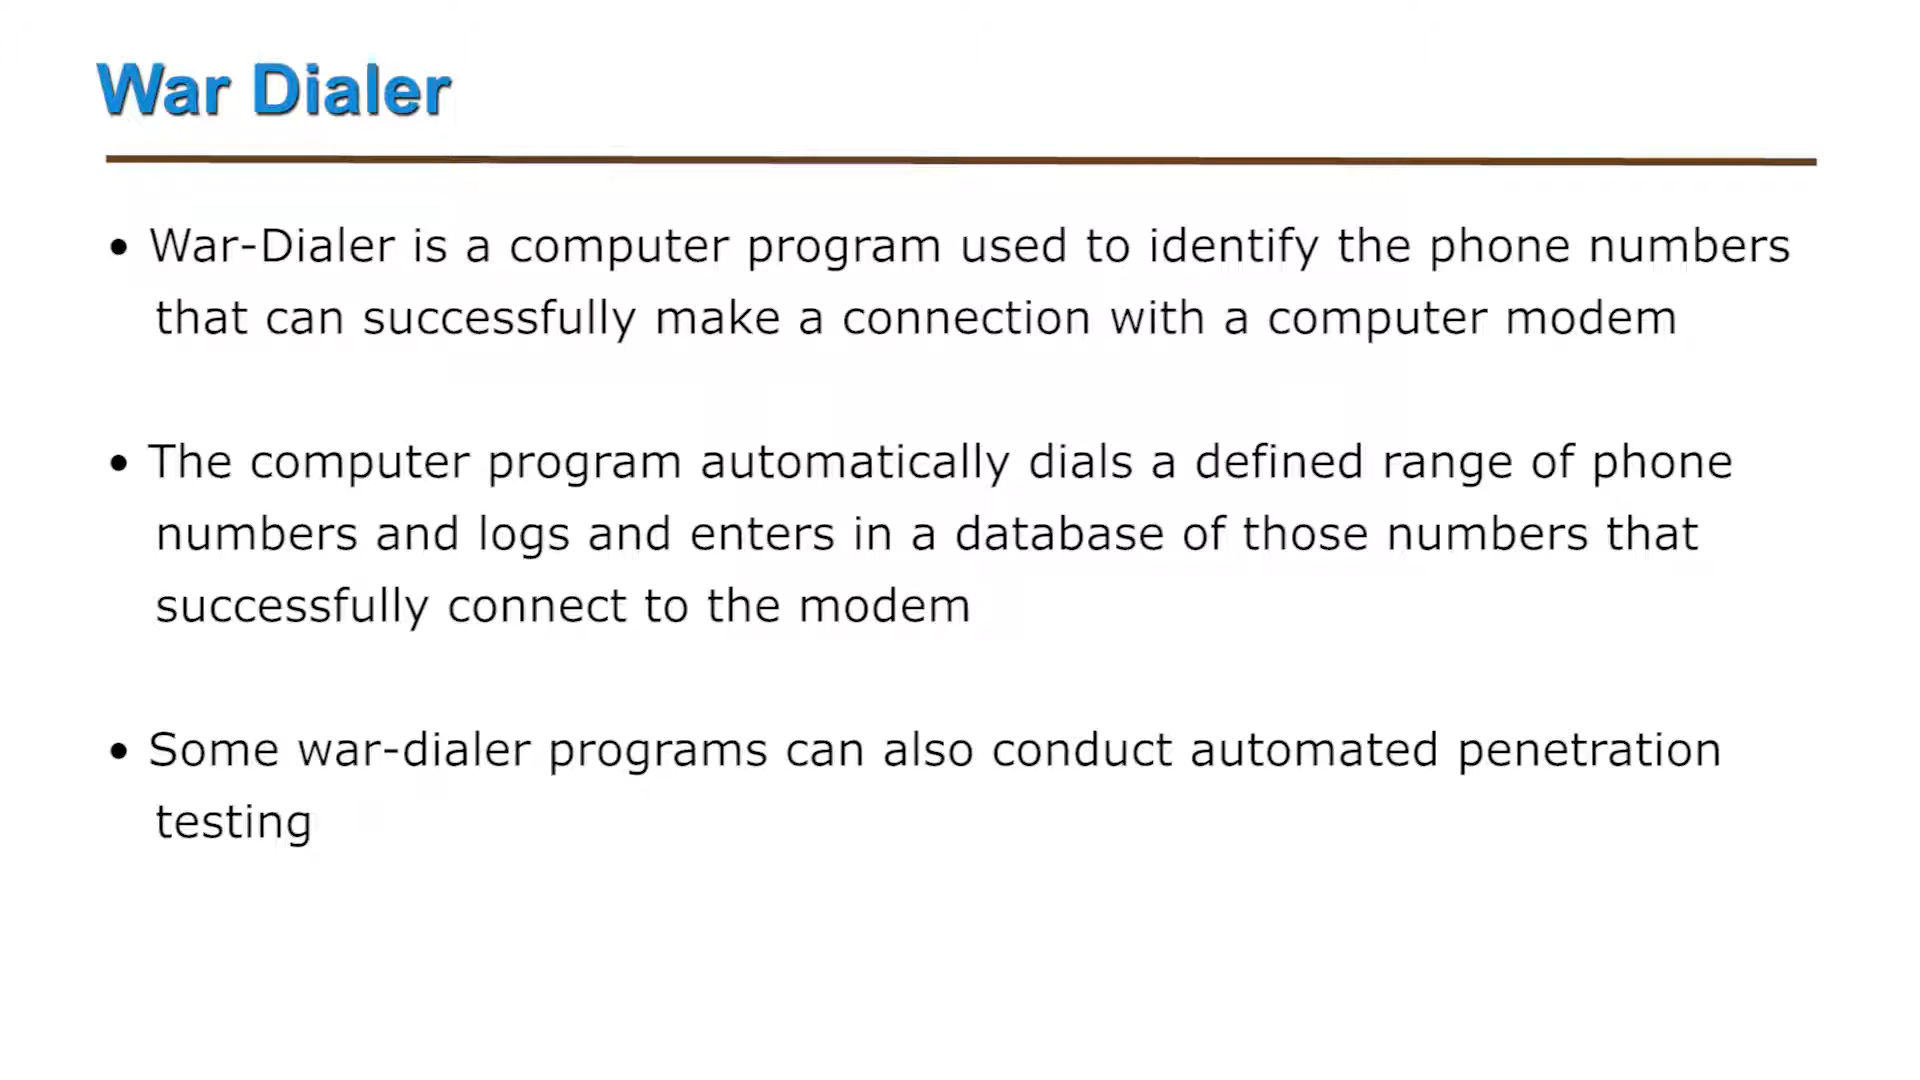 War Dialer
• War-Dialer is a computer program used to identify the phone numbers
that can successfully make a connection with a computer modem
• The computer program automatically dials a defined range of phone
numbers and logs and enters in a database of those numbers that
successfully connect to the modem
• Some war-dialer programs can also conduct automated penetration
testing